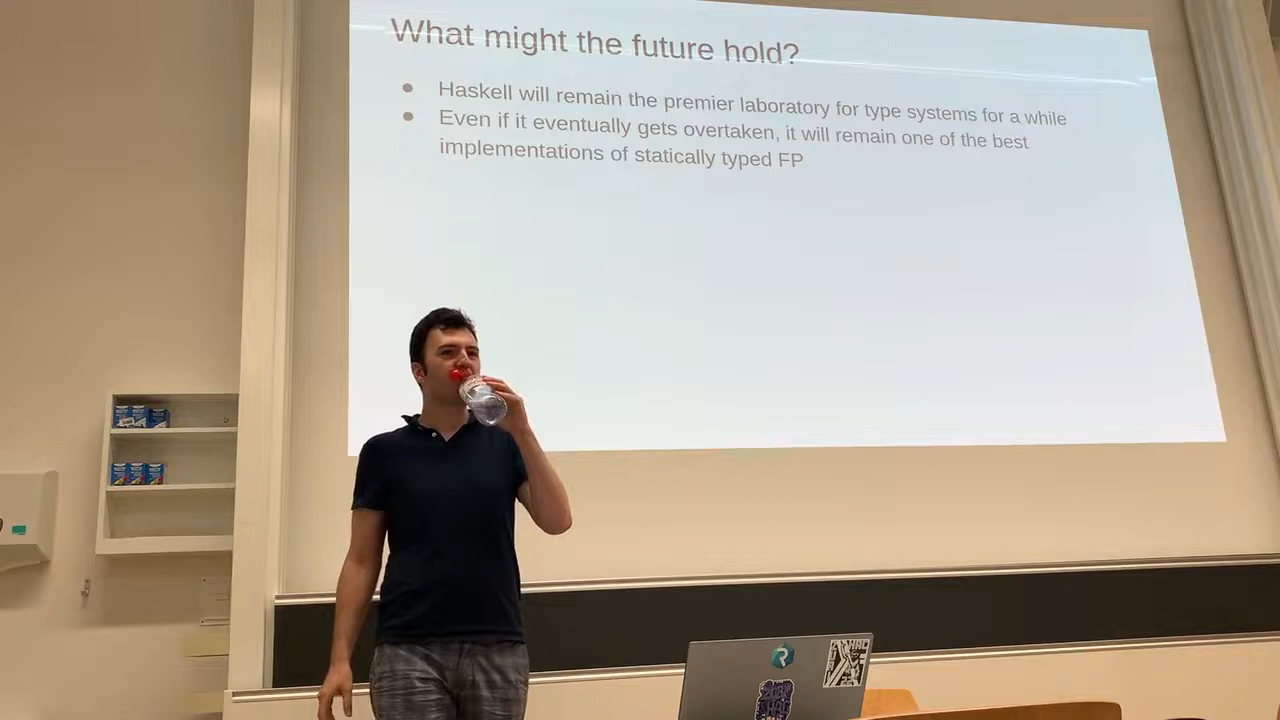 What might the future hold?
● Haskell will remain the premier laboratory for type systems for a while
● Even if it eventually gets overtaken, it will remain one of the best
implementations of statically typed FP